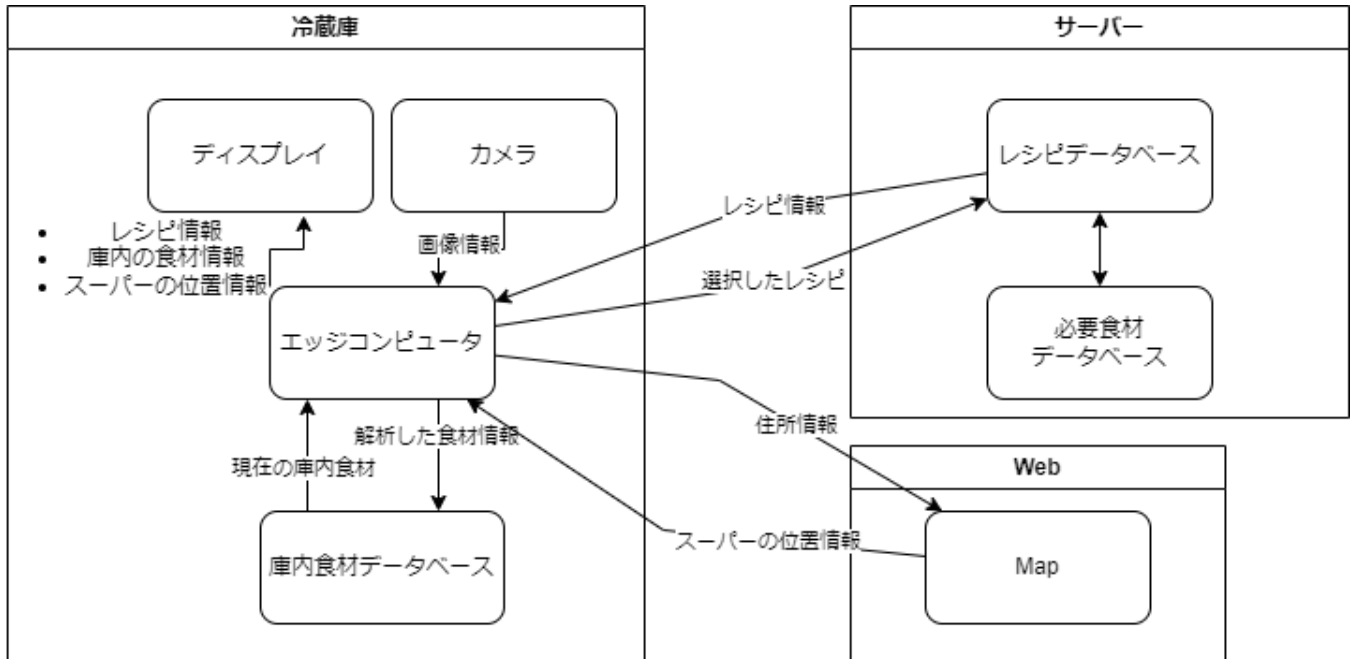 冷蔵庫
サーバー
ディスプレイ
カメラ
レシピデータベース
レシピ情報
• レシピ情報
• 庫内の食材情報
• スーパーの位置情報
画像情報
選択したレシピ
エッジコンピュータ
必要食材
データベース
住所情報
解析した食材情報
現在の庫内食材
Web
スーパーの位置情報
庫内食材データベース
Map